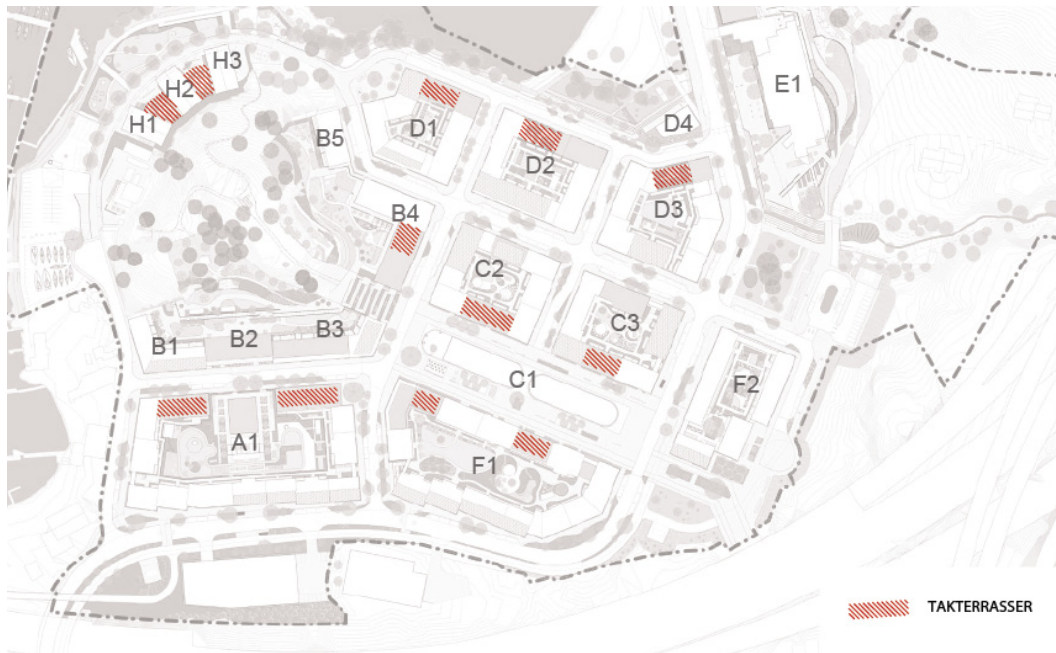 H3
H2
H1
E1
D4
D1
B5
D2
D3
B4
C2
C3
B3
B2
B1
C1
F2
A1
F1
TAKTERRASSER